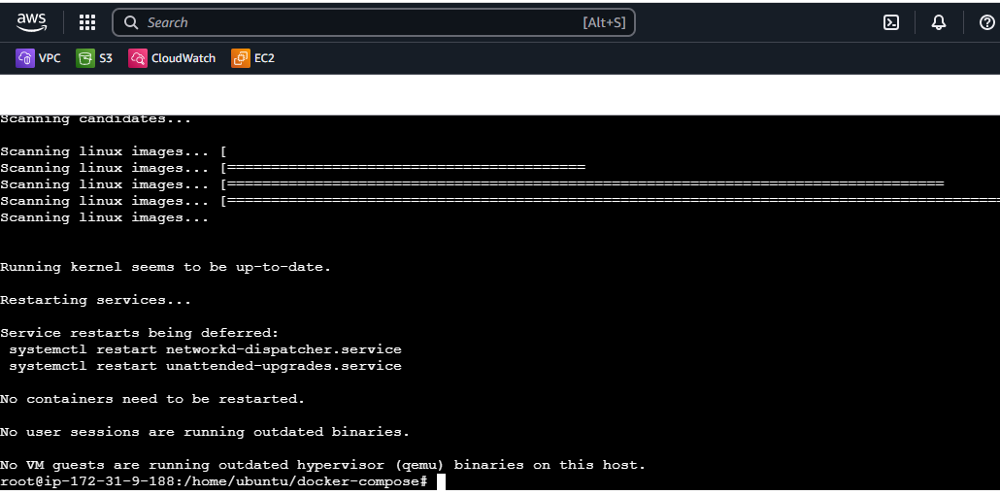 aws
Search [Alt+S]
VPC S3 CloudWatch EC2
Scanning candidates...
Scanning linux images... [
Scanning linux images... [=========================================
Scanning linux images... [==================================================================================
Scanning linux images... [=========================================================================================
Scanning linux images...
Running kernel seems to be up-to-date.
Restarting services...
Service restarts being deferred:
systemctl restart networkd-dispatcher.service
systemctl restart unattended-upgrades.service
No containers need to be restarted.
No user sessions are running outdated binaries.
No VM guests are running outdated hypervisor (qemu) binaries on this host.
root@ip-172-31-9-188:/home/ubuntu/docker-compose#